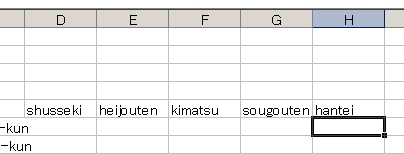 D E F G H
shusseki heijouten kimatsu sougouten hantei
-kun
-kun